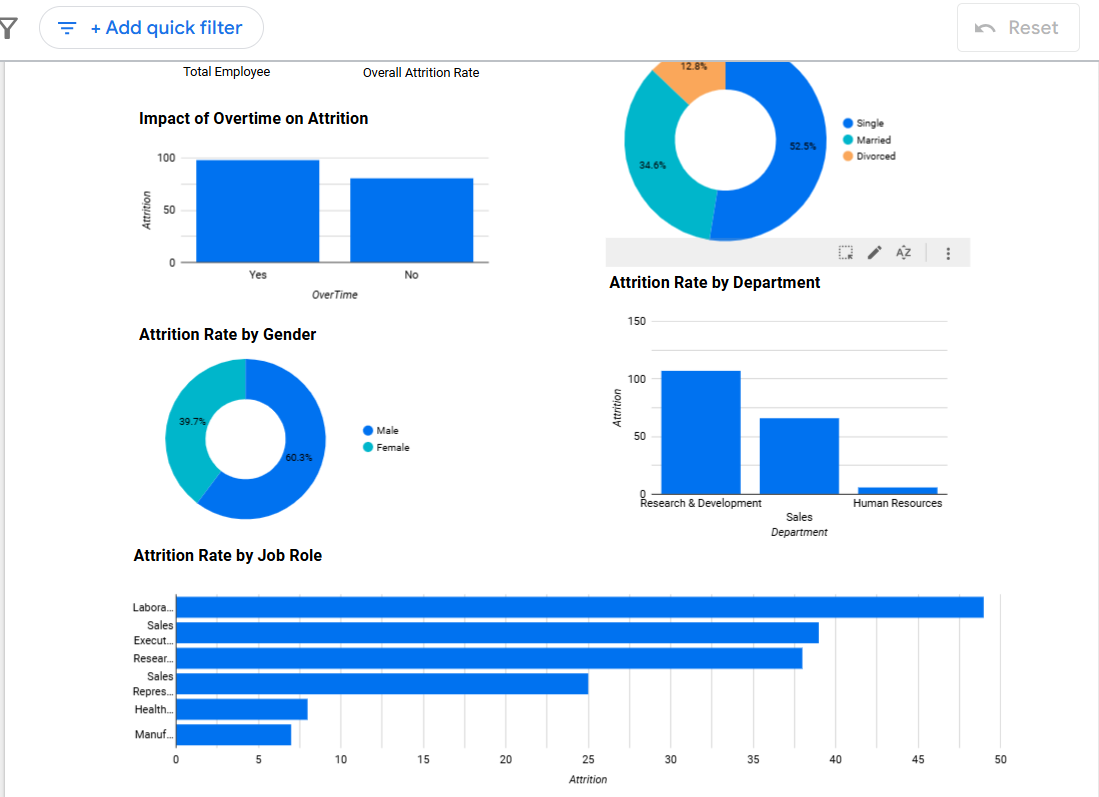 + Add quick filter
Reset
Total Employee
Overall Attrition Rate
12.8%
34.6%
52.5%
Single
Married
Divorced
Impact of Overtime on Attrition
100
50
0
Attrition
Yes
No
OverTime
AZ
Attrition Rate by Department
150
100
50
0
Attrition
Research & Development
Sales
Human Resources
Department
Attrition Rate by Gender
39.7%
60.3%
Male
Female
Attrition Rate by Job Role
Labora...
Sales
Execut...
Resear...
Sales
Repres...
Health...
Manuf...
0 5 10 15 20 25 30 35 40 45 50
Attrition